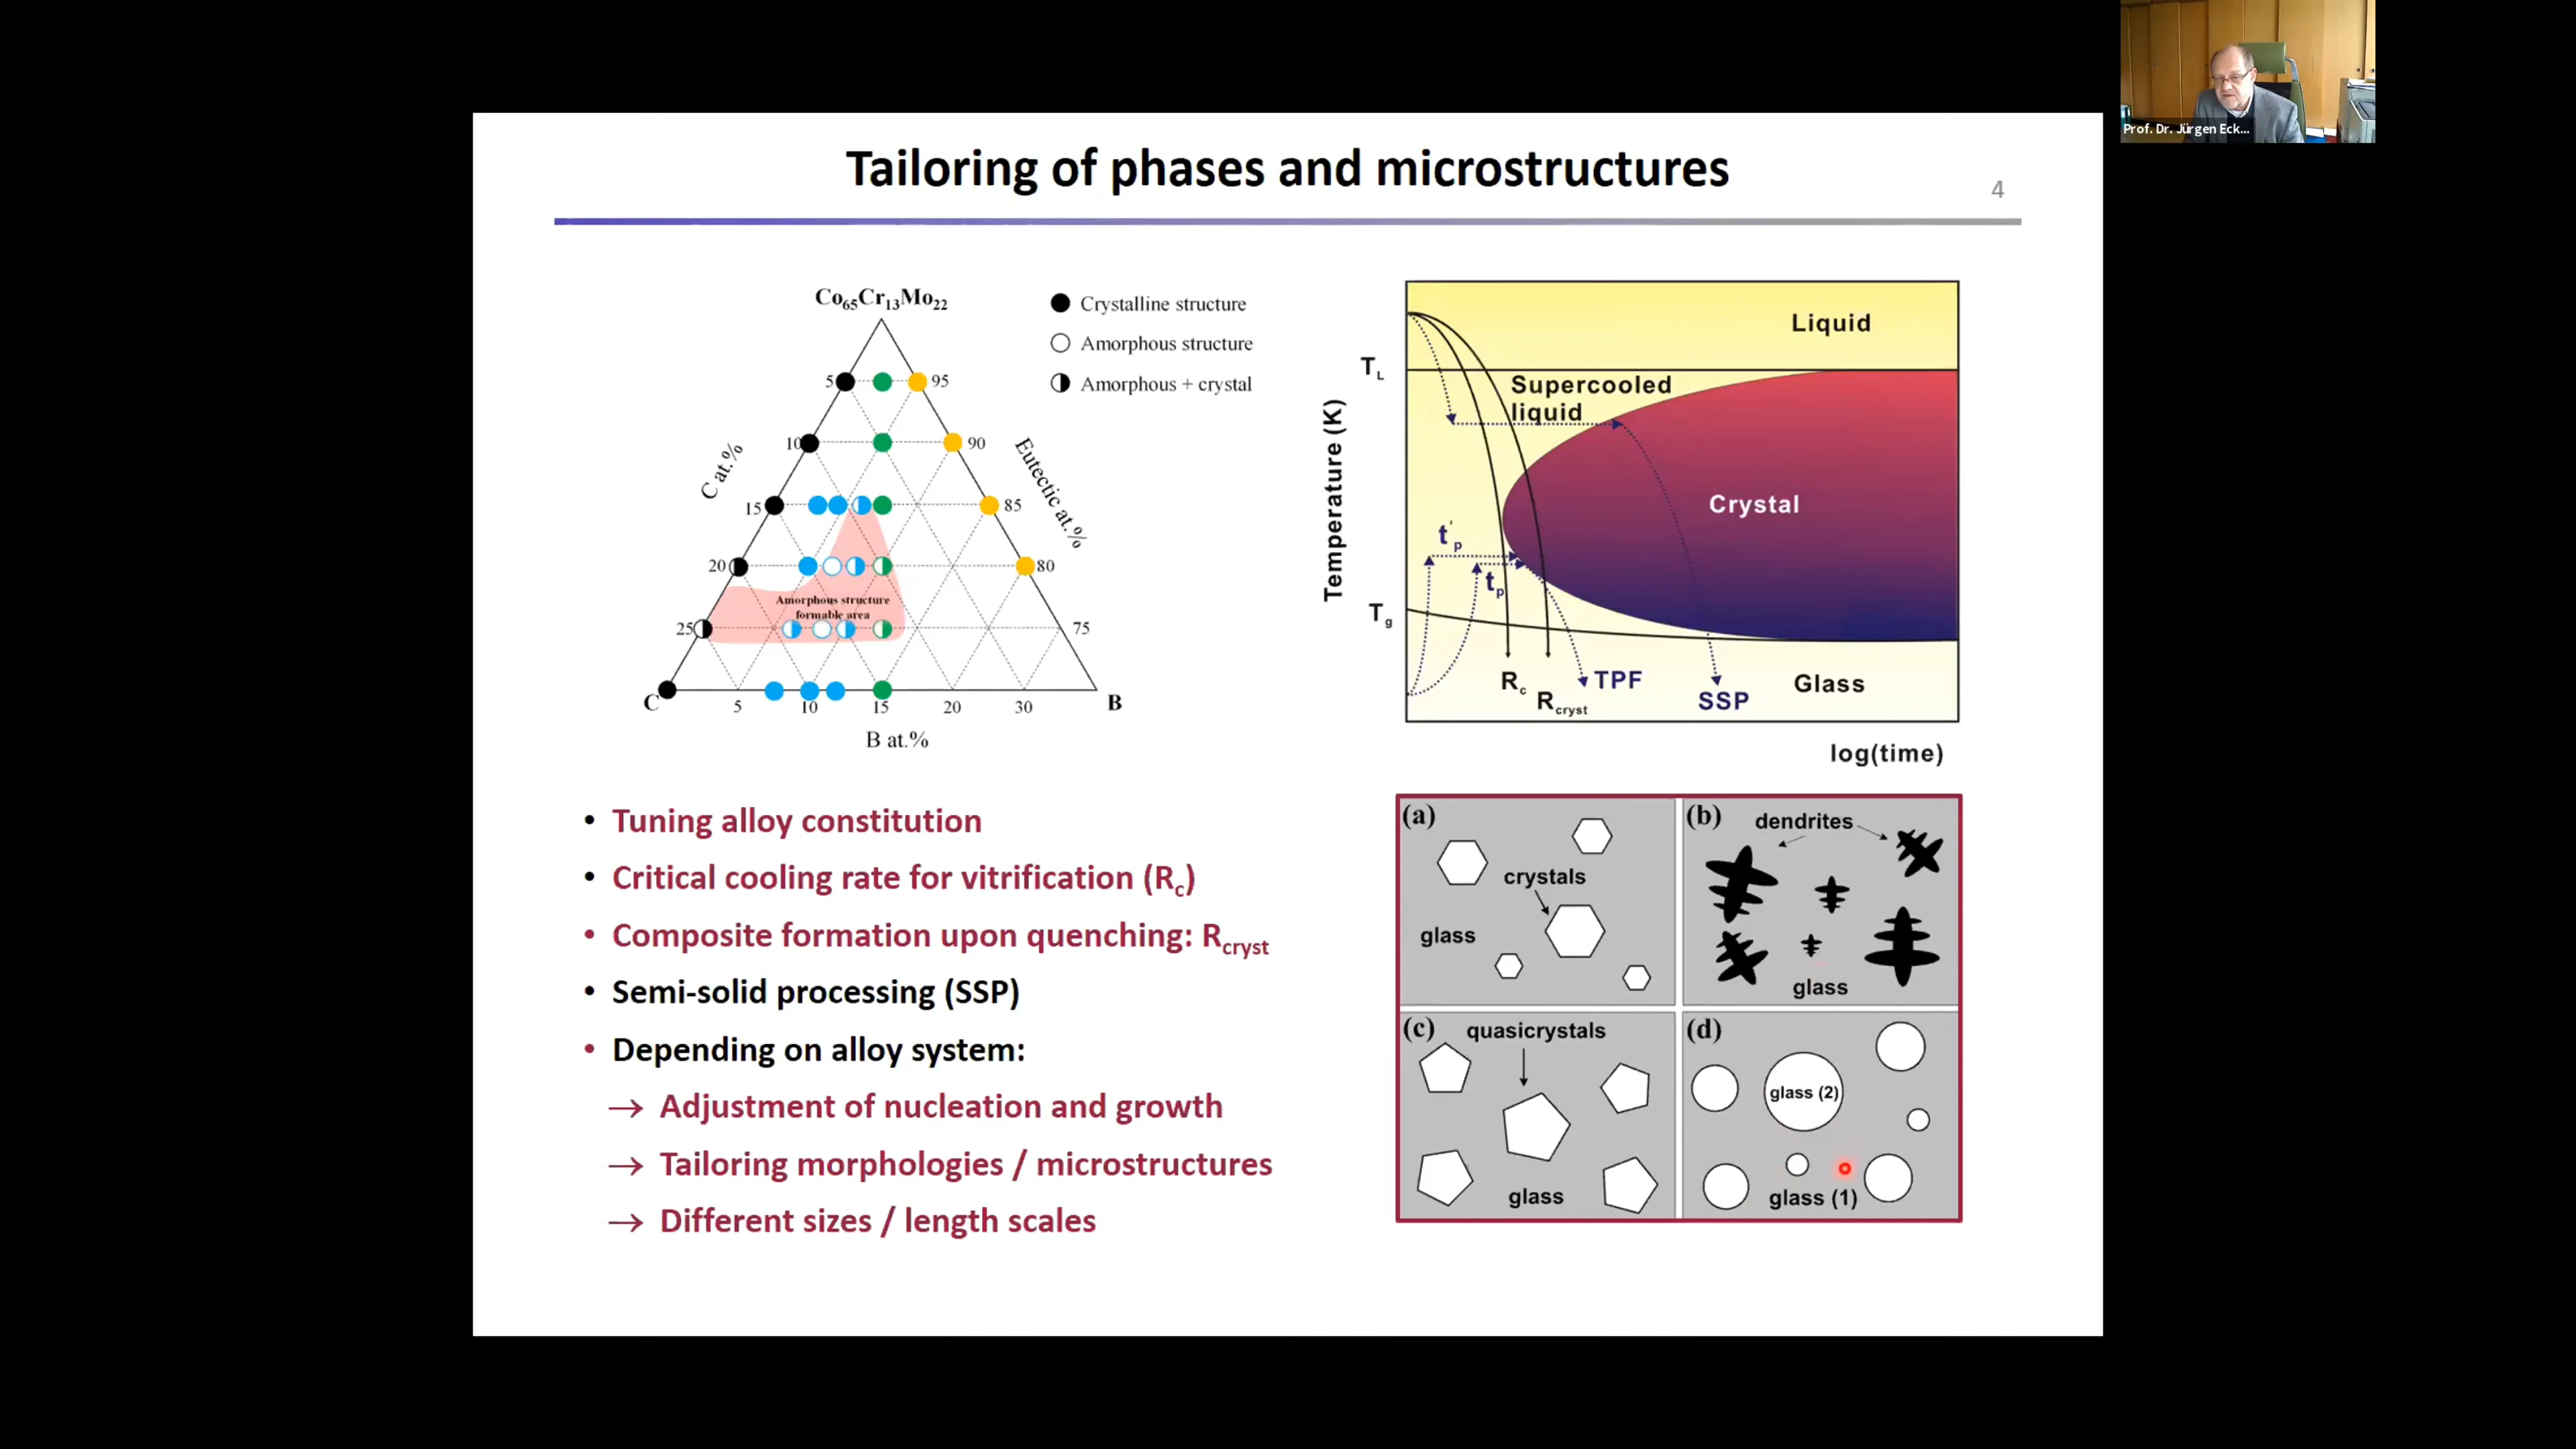 Prof. Dr. Jürgen Eck...
Tailoring of phases and microstructures
4
Co65Cr13Mo22
Crystalline structure
Amorphous structure
Amorphous + crystal
5
95
10
90
15
85
20
80
25
75
C at.%
Eutectic at.%
Amorphous structure
formable area
C
B
5
10
15
20
30
B at.%
Temperature (K)
TL
Tg
Liquid
Supercooled
liquid
Crystal
t'p
tp
Rc
Rcryst
TPF
SSP
Glass
log(time)
• Tuning alloy constitution
• Critical cooling rate for vitrification (Rc)
• Composite formation upon quenching: Rcryst
• Semi-solid processing (SSP)
• Depending on alloy system:
→ Adjustment of nucleation and growth
→ Tailoring morphologies / microstructures
→ Different sizes / length scales
(a)
crystals
glass
(b)
dendrites
glass
(c)
quasicrystals
glass
(d)
glass (2)
glass (1)